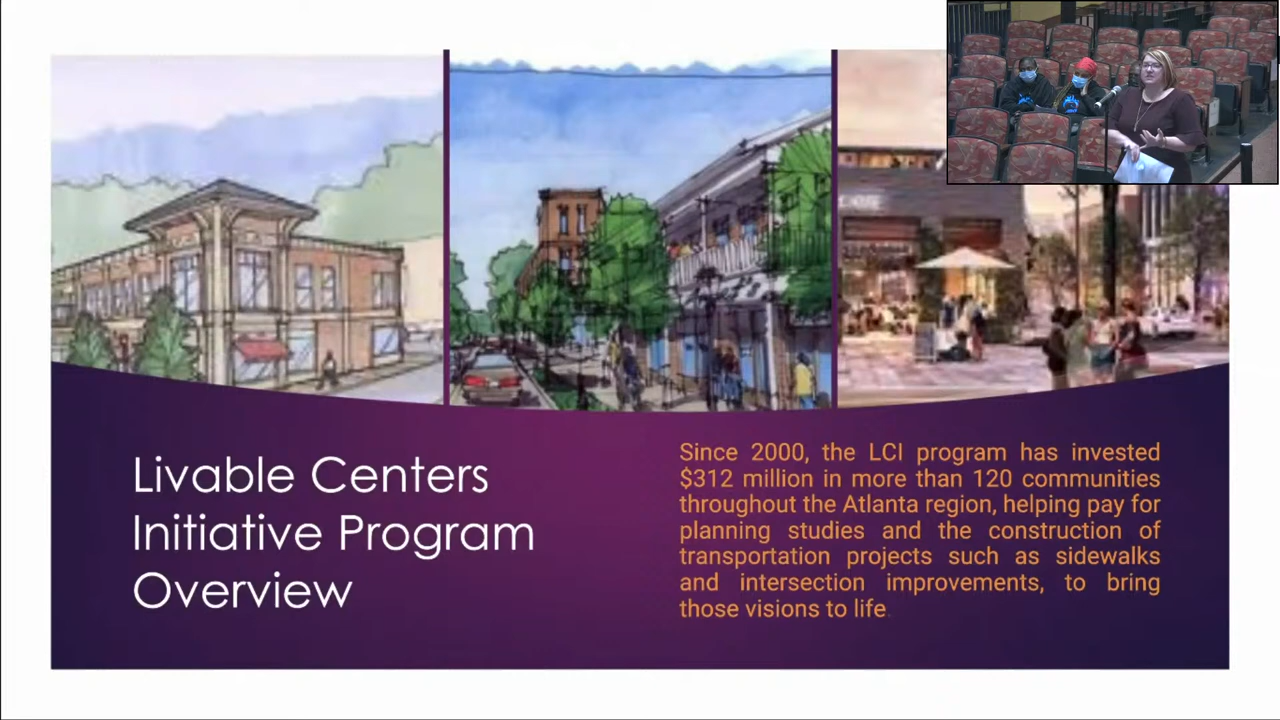 Livable Centers
Initiative Program
Overview
Since 2000, the LCI program has invested
$312 million in more than 120 communities
throughout the Atlanta region, helping pay for
planning studies and the construction of
transportation projects such as sidewalks
and intersection improvements, to bring
those visions to life.